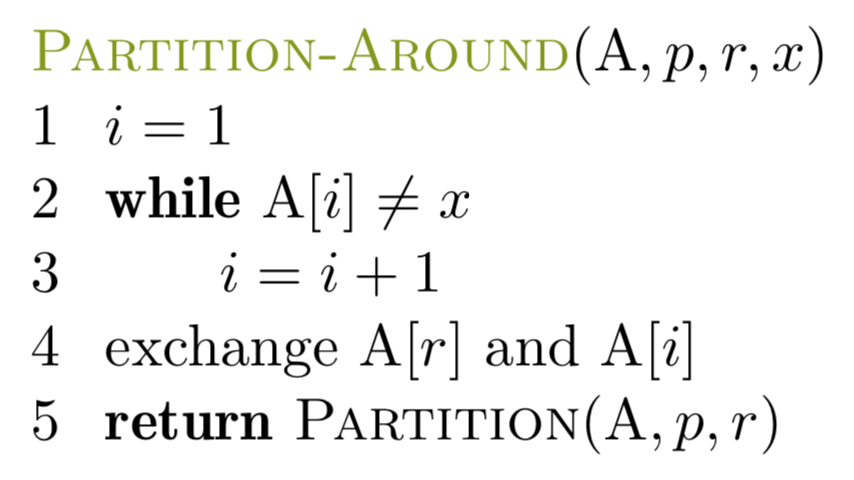 PARTITION-AROUND(A, p, r, x)
1 i = 1
2 while A[i] ≠ x
3 i = i + 1
4 exchange A[r] and A[i]
5 return PARTITION(A, p, r)